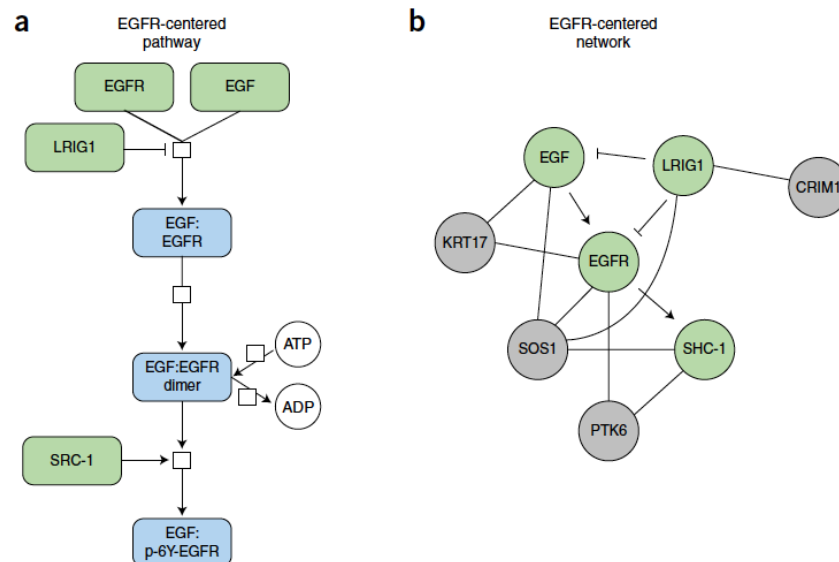 a
EGFR-centered
pathway
EGFR
EGF
LRIG1
EGF:
EGFR
EGF:EGFR
dimer
ATP
ADP
SRC-1
EGF:
p-6Y-EGFR
b
EGFR-centered
network
EGF
LRIG1
CRIM1
KRT17
EGFR
SOS1
SHC-1
PTK6